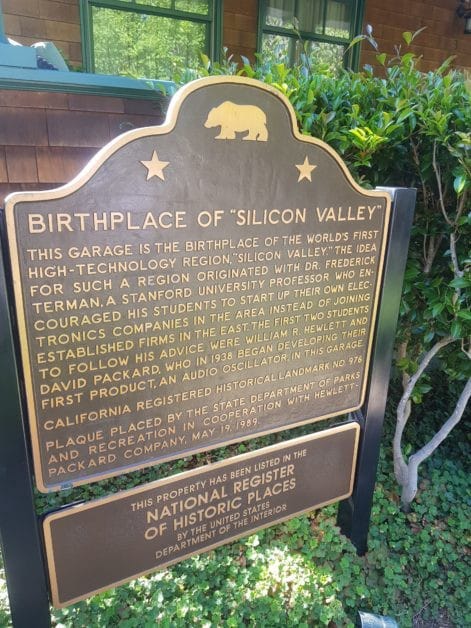 BIRTHPLACE OF "SILICON VALLEY"
THIS GARAGE IS THE BIRTHPLACE OF THE WORLD'S FIRST
HIGH-TECHNOLOGY REGION, "SILICON VALLEY." THE IDEA
FOR SUCH A REGION ORIGINATED WITH DR. FREDERICK
TERMAN, A STANFORD UNIVERSITY PROFESSOR WHO EN-
COURAGED HIS STUDENTS TO START UP THEIR OWN ELEC-
TRONICS COMPANIES IN THE AREA INSTEAD OF JOINING
ESTABLISHED FIRMS IN THE EAST. THE FIRST TWO STUDENTS
TO FOLLOW HIS ADVICE WERE WILLIAM R. HEWLETT AND
DAVID PACKARD, WHO IN 1938 BEGAN DEVELOPING THEIR
FIRST PRODUCT, AN AUDIO OSCILLATOR, IN THIS GARAGE.
CALIFORNIA REGISTERED HISTORICAL LANDMARK NO. 976
PLAQUE PLACED BY THE STATE DEPARTMENT OF PARKS
AND RECREATION IN COOPERATION WITH HEWLETT-
PACKARD COMPANY, MAY 19, 1989.
THIS PROPERTY HAS BEEN LISTED IN THE
NATIONAL REGISTER
OF HISTORIC PLACES
BY THE UNITED STATES
DEPARTMENT OF THE INTERIOR